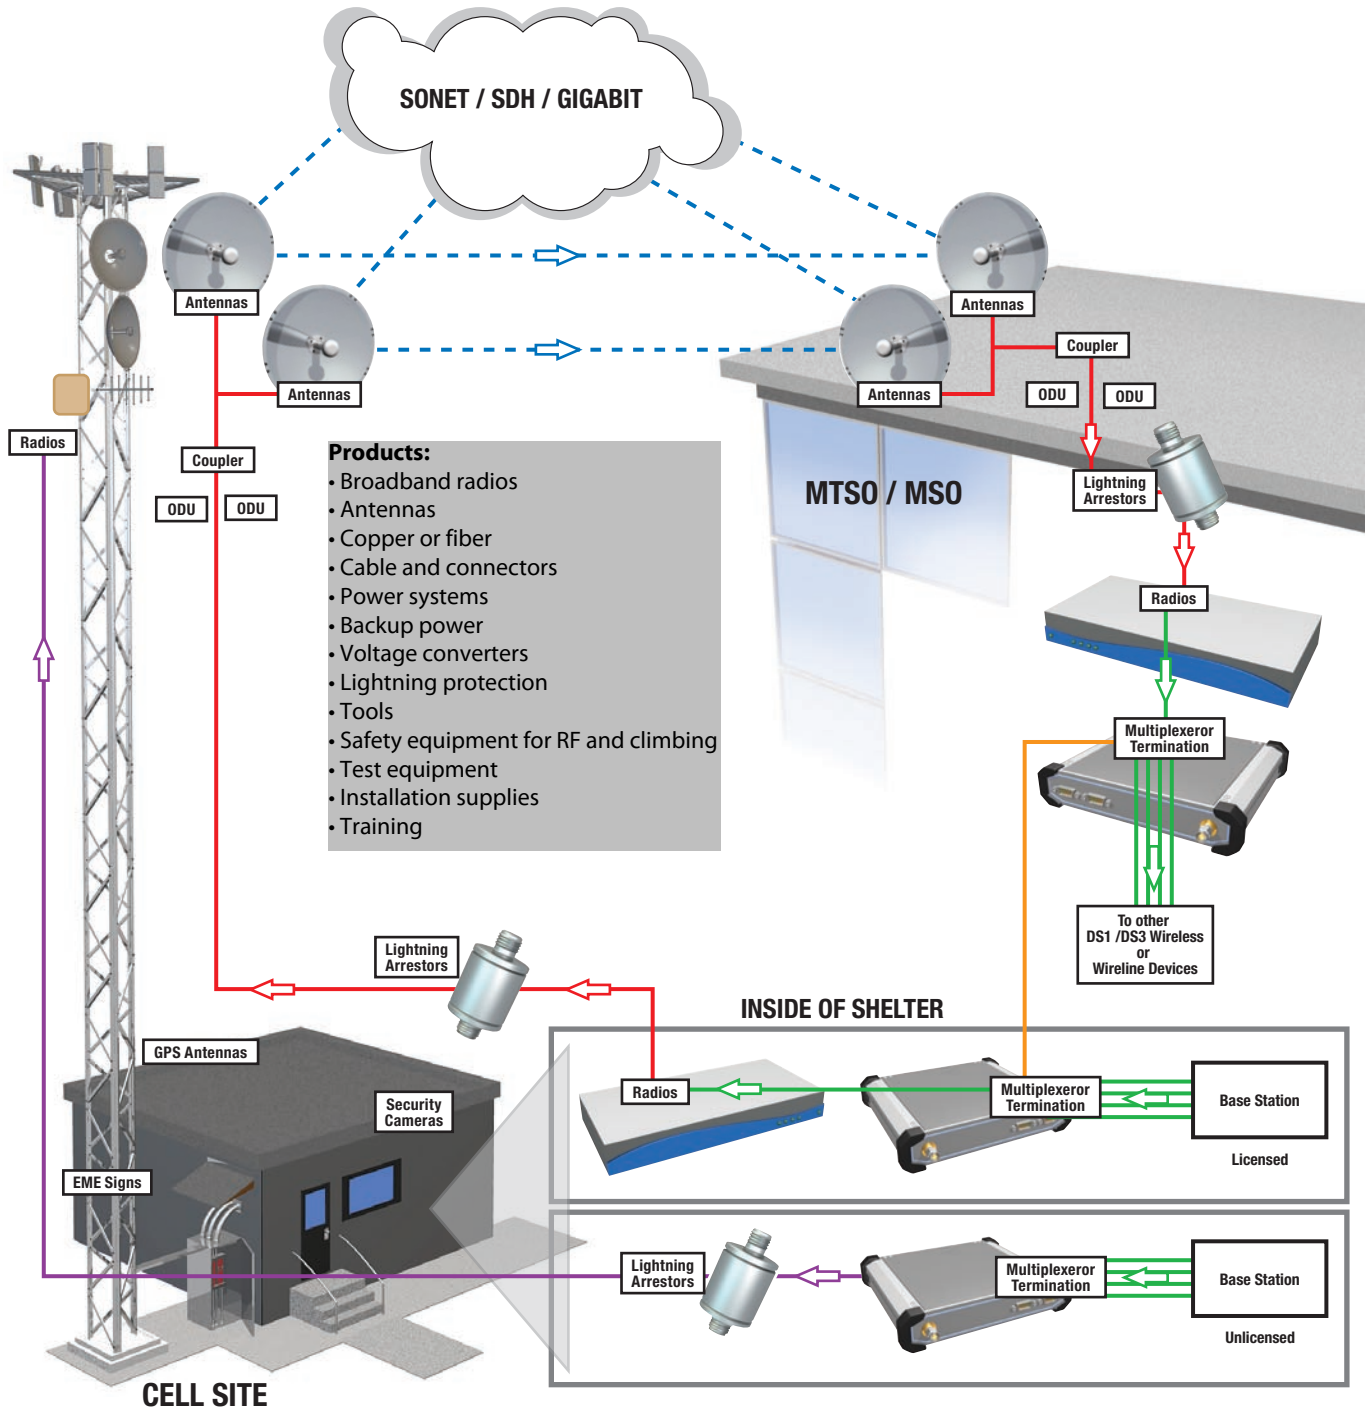 SONET / SDH / GIGABIT
Antennas
Antennas
Antennas
Antennas
Coupler
ODU
ODU
Radios
Coupler
ODU
ODU
Products:
• Broadband radios
• Antennas
• Copper or fiber
• Cable and connectors
• Power systems
• Backup power
• Voltage converters
• Lightning protection
• Tools
• Safety equipment for RF and climbing
• Test equipment
• Installation supplies
• Training
MTSO / MSO
Lightning
Arrestors
Radios
Multiplexeror
Termination
To other
DS1 /DS3 Wireless
or
Wireline Devices
Lightning
Arrestors
INSIDE OF SHELTER
GPS Antennas
Security
Cameras
EME Signs
Radios
Multiplexeror
Termination
Base Station
Licensed
Lightning
Arrestors
Multiplexeror
Termination
Base Station
Unlicensed
CELL SITE